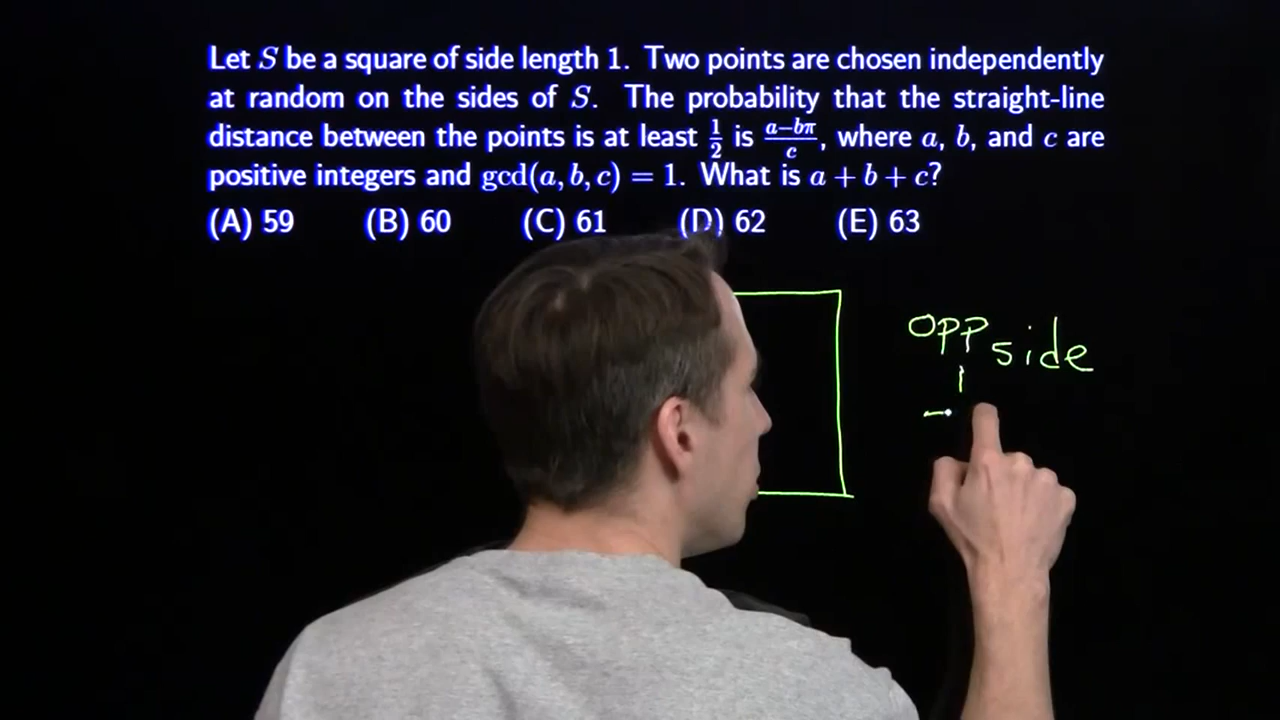 Let S be a square of side length 1. Two points are chosen independently
at random on the sides of S. The probability that the straight-line
distance between the points is at least 1/2 is (a−bπ)/c, where a, b, and c are
positive integers and gcd(a, b, c) = 1. What is a + b + c?
(A) 59 (B) 60 (C) 61 (D) 62 (E) 63
opp side